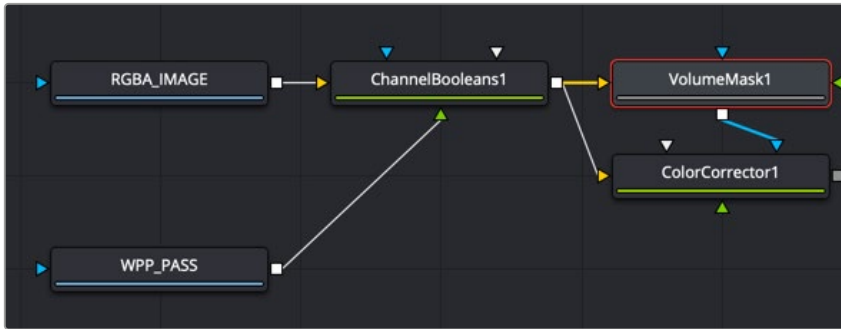 RGBA_IMAGE
ChannelBooleans1
VolumeMask1
ColorCorrector1
WPP_PASS